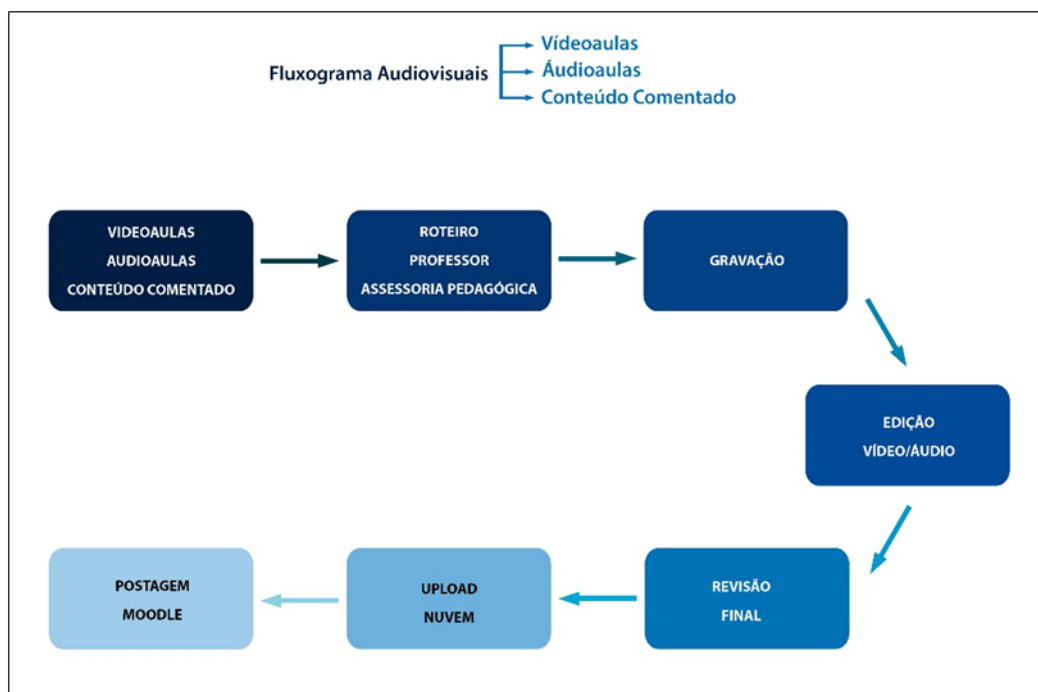 Fluxograma Audiovisuais
Vídeoaulas
Áudioaulas
Conteúdo Comentado
VIDEOAULAS
AUDIOAULAS
CONTEÚDO COMENTADO
ROTEIRO
PROFESSOR
ASSESSORIA PEDAGÓGICA
GRAVAÇÃO
EDIÇÃO
VÍDEO/ÁUDIO
REVISÃO
FINAL
UPLOAD
NUVEM
POSTAGEM
MOODLE